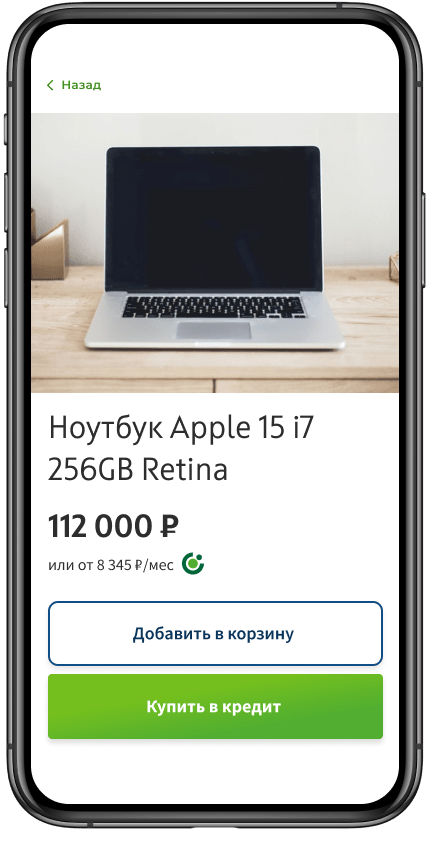 Назад
Ноутбук Apple 15 i7
256GB Retina
112 000 ₽
или от 8 345 ₽/мес
Добавить в корзину
Купить в кредит